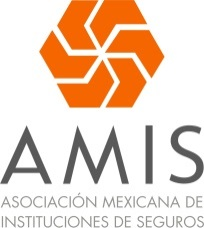 AMIS
ASOCIACIÓN MEXICANA DE
INSTITUCIONES DE SEGUROS